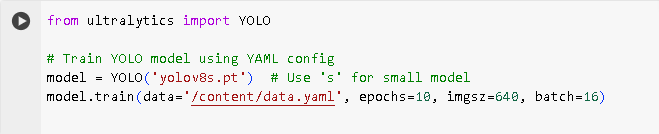 from ultralytics import YOLO
# Train YOLO model using YAML config
model = YOLO('yolov8s.pt')  # Use 's' for small model
model.train(data='/content/data.yaml', epochs=10, imgsz=640, batch=16)